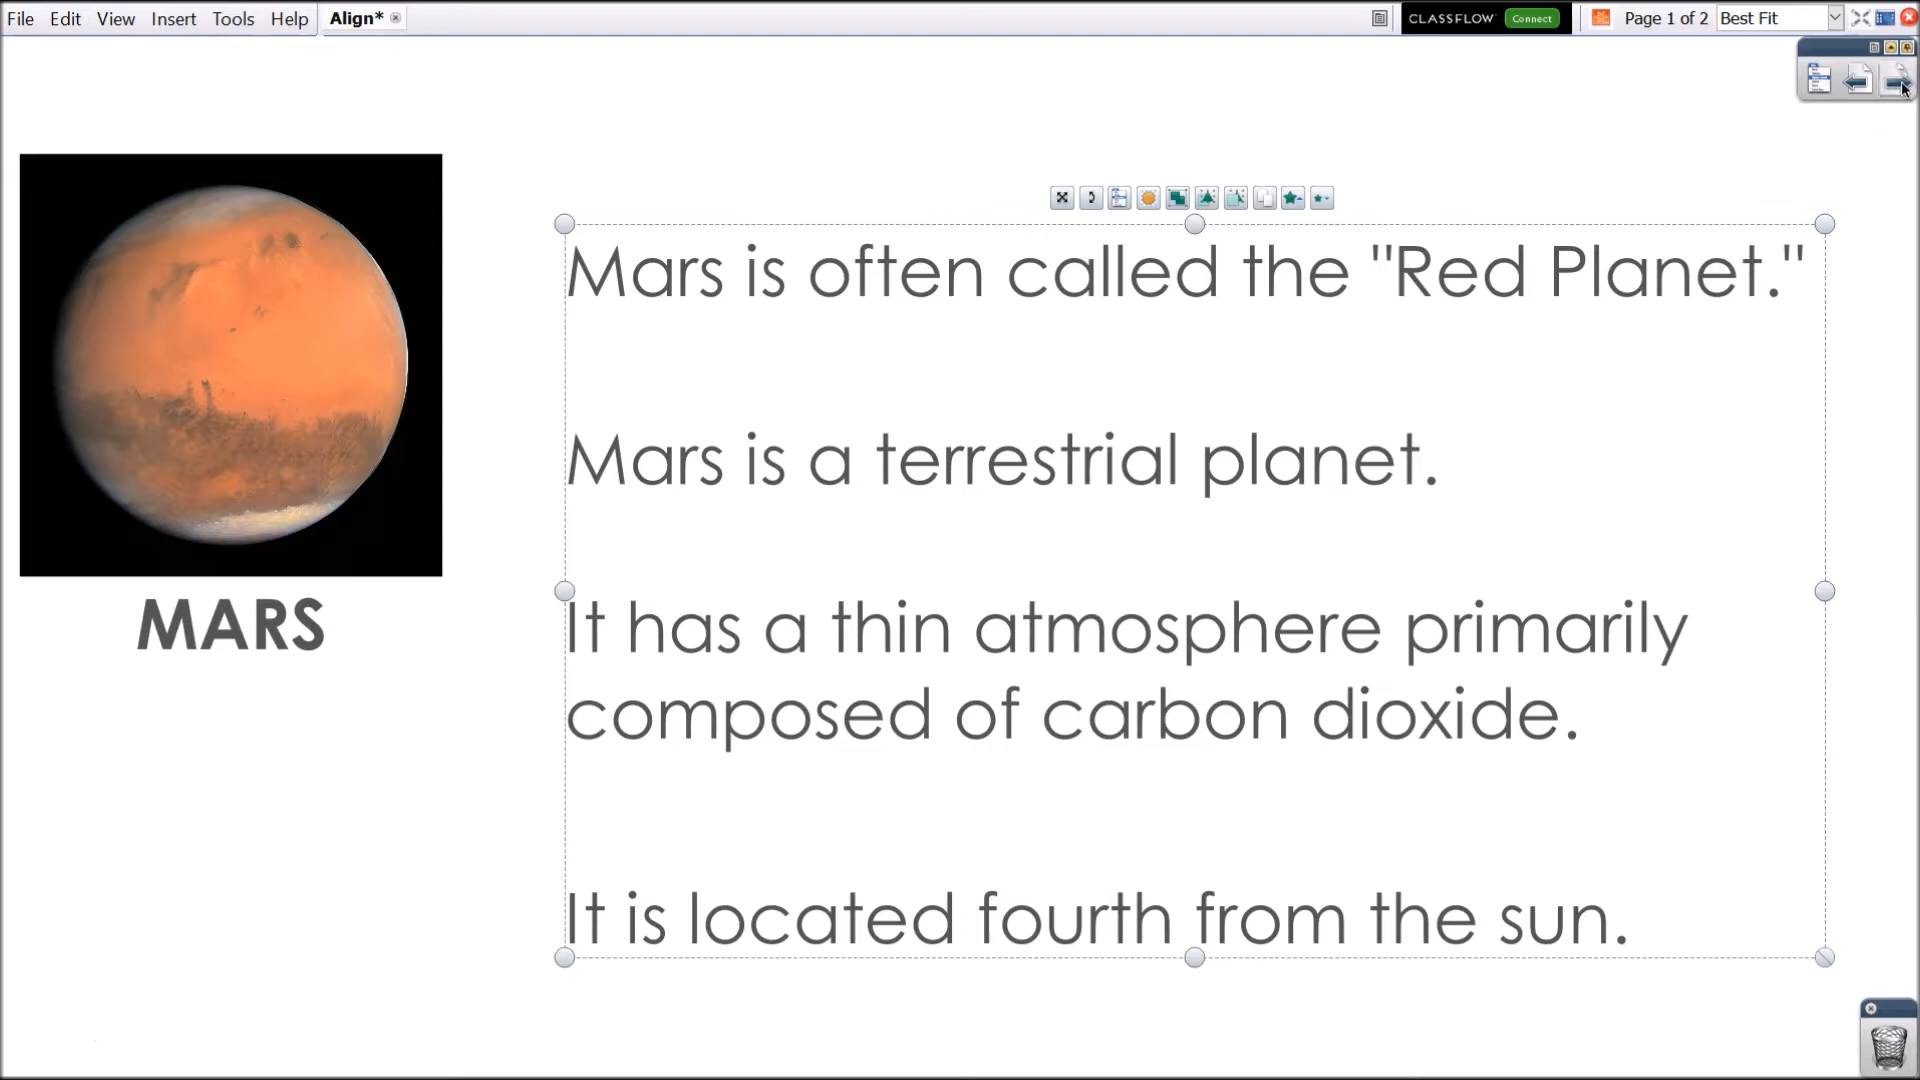 File Edit View Insert Tools Help Align* CLASSFLOW Connect Page 1 of 2 Best Fit
Mars is often called the "Red Planet."
Mars is a terrestrial planet.
It has a thin atmosphere primarily
composed of carbon dioxide.
It is located fourth from the sun.
MARS